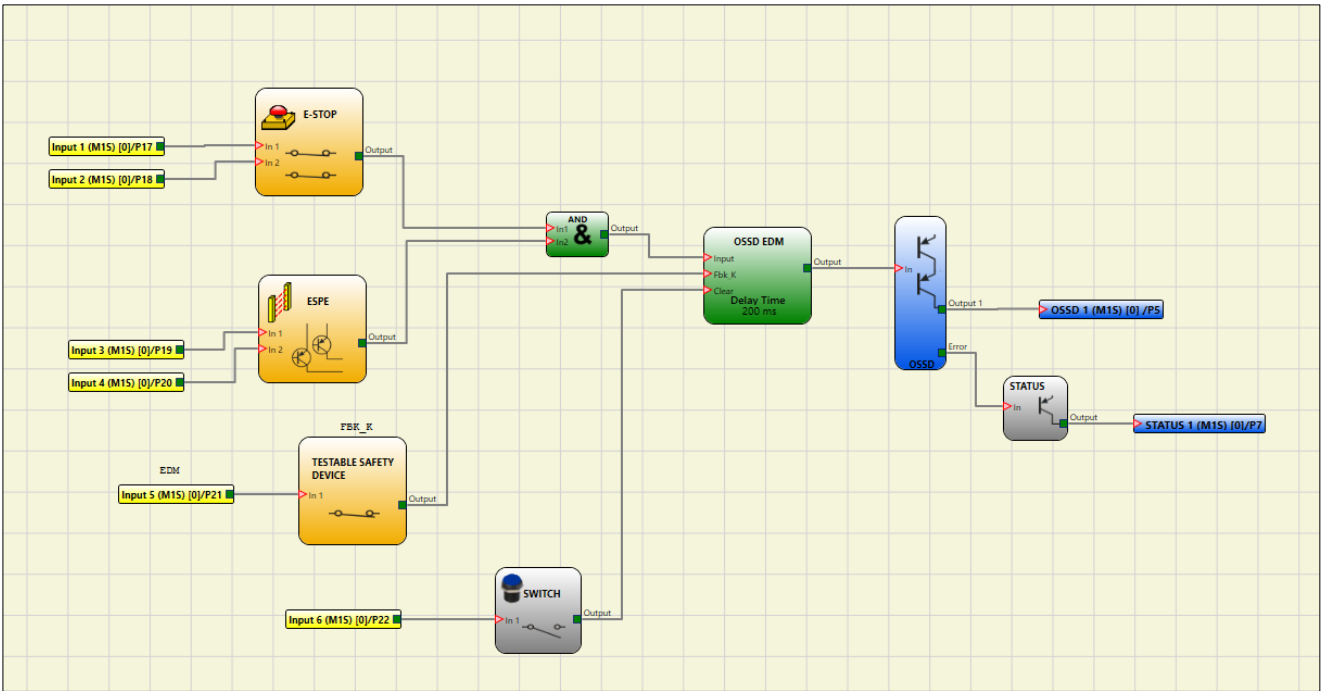 E-STOP
Input 1 (M1S) [0]/P17
In 1
In 2
Output
Input 2 (M1S) [0]/P18
AND
In1
In2
&
Output
OSSD EDM
Input
Fbk_K
Clear
Output
Delay Time
200 ms
In
Output 1
OSSD 1 (M1S) [0] /P5
Error
OSSD
ESPE
In 1
In 2
Output
Input 3 (M1S) [0]/P19
Input 4 (M1S) [0]/P20
STATUS
In
Output
STATUS 1 (M1S) [0]/P7
FBK_K
TESTABLE SAFETY
DEVICE
EDM
Input 5 (M1S) [0]/P21
In 1
Output
SWITCH
Input 6 (M1S) [0]/P22
In 1
Output